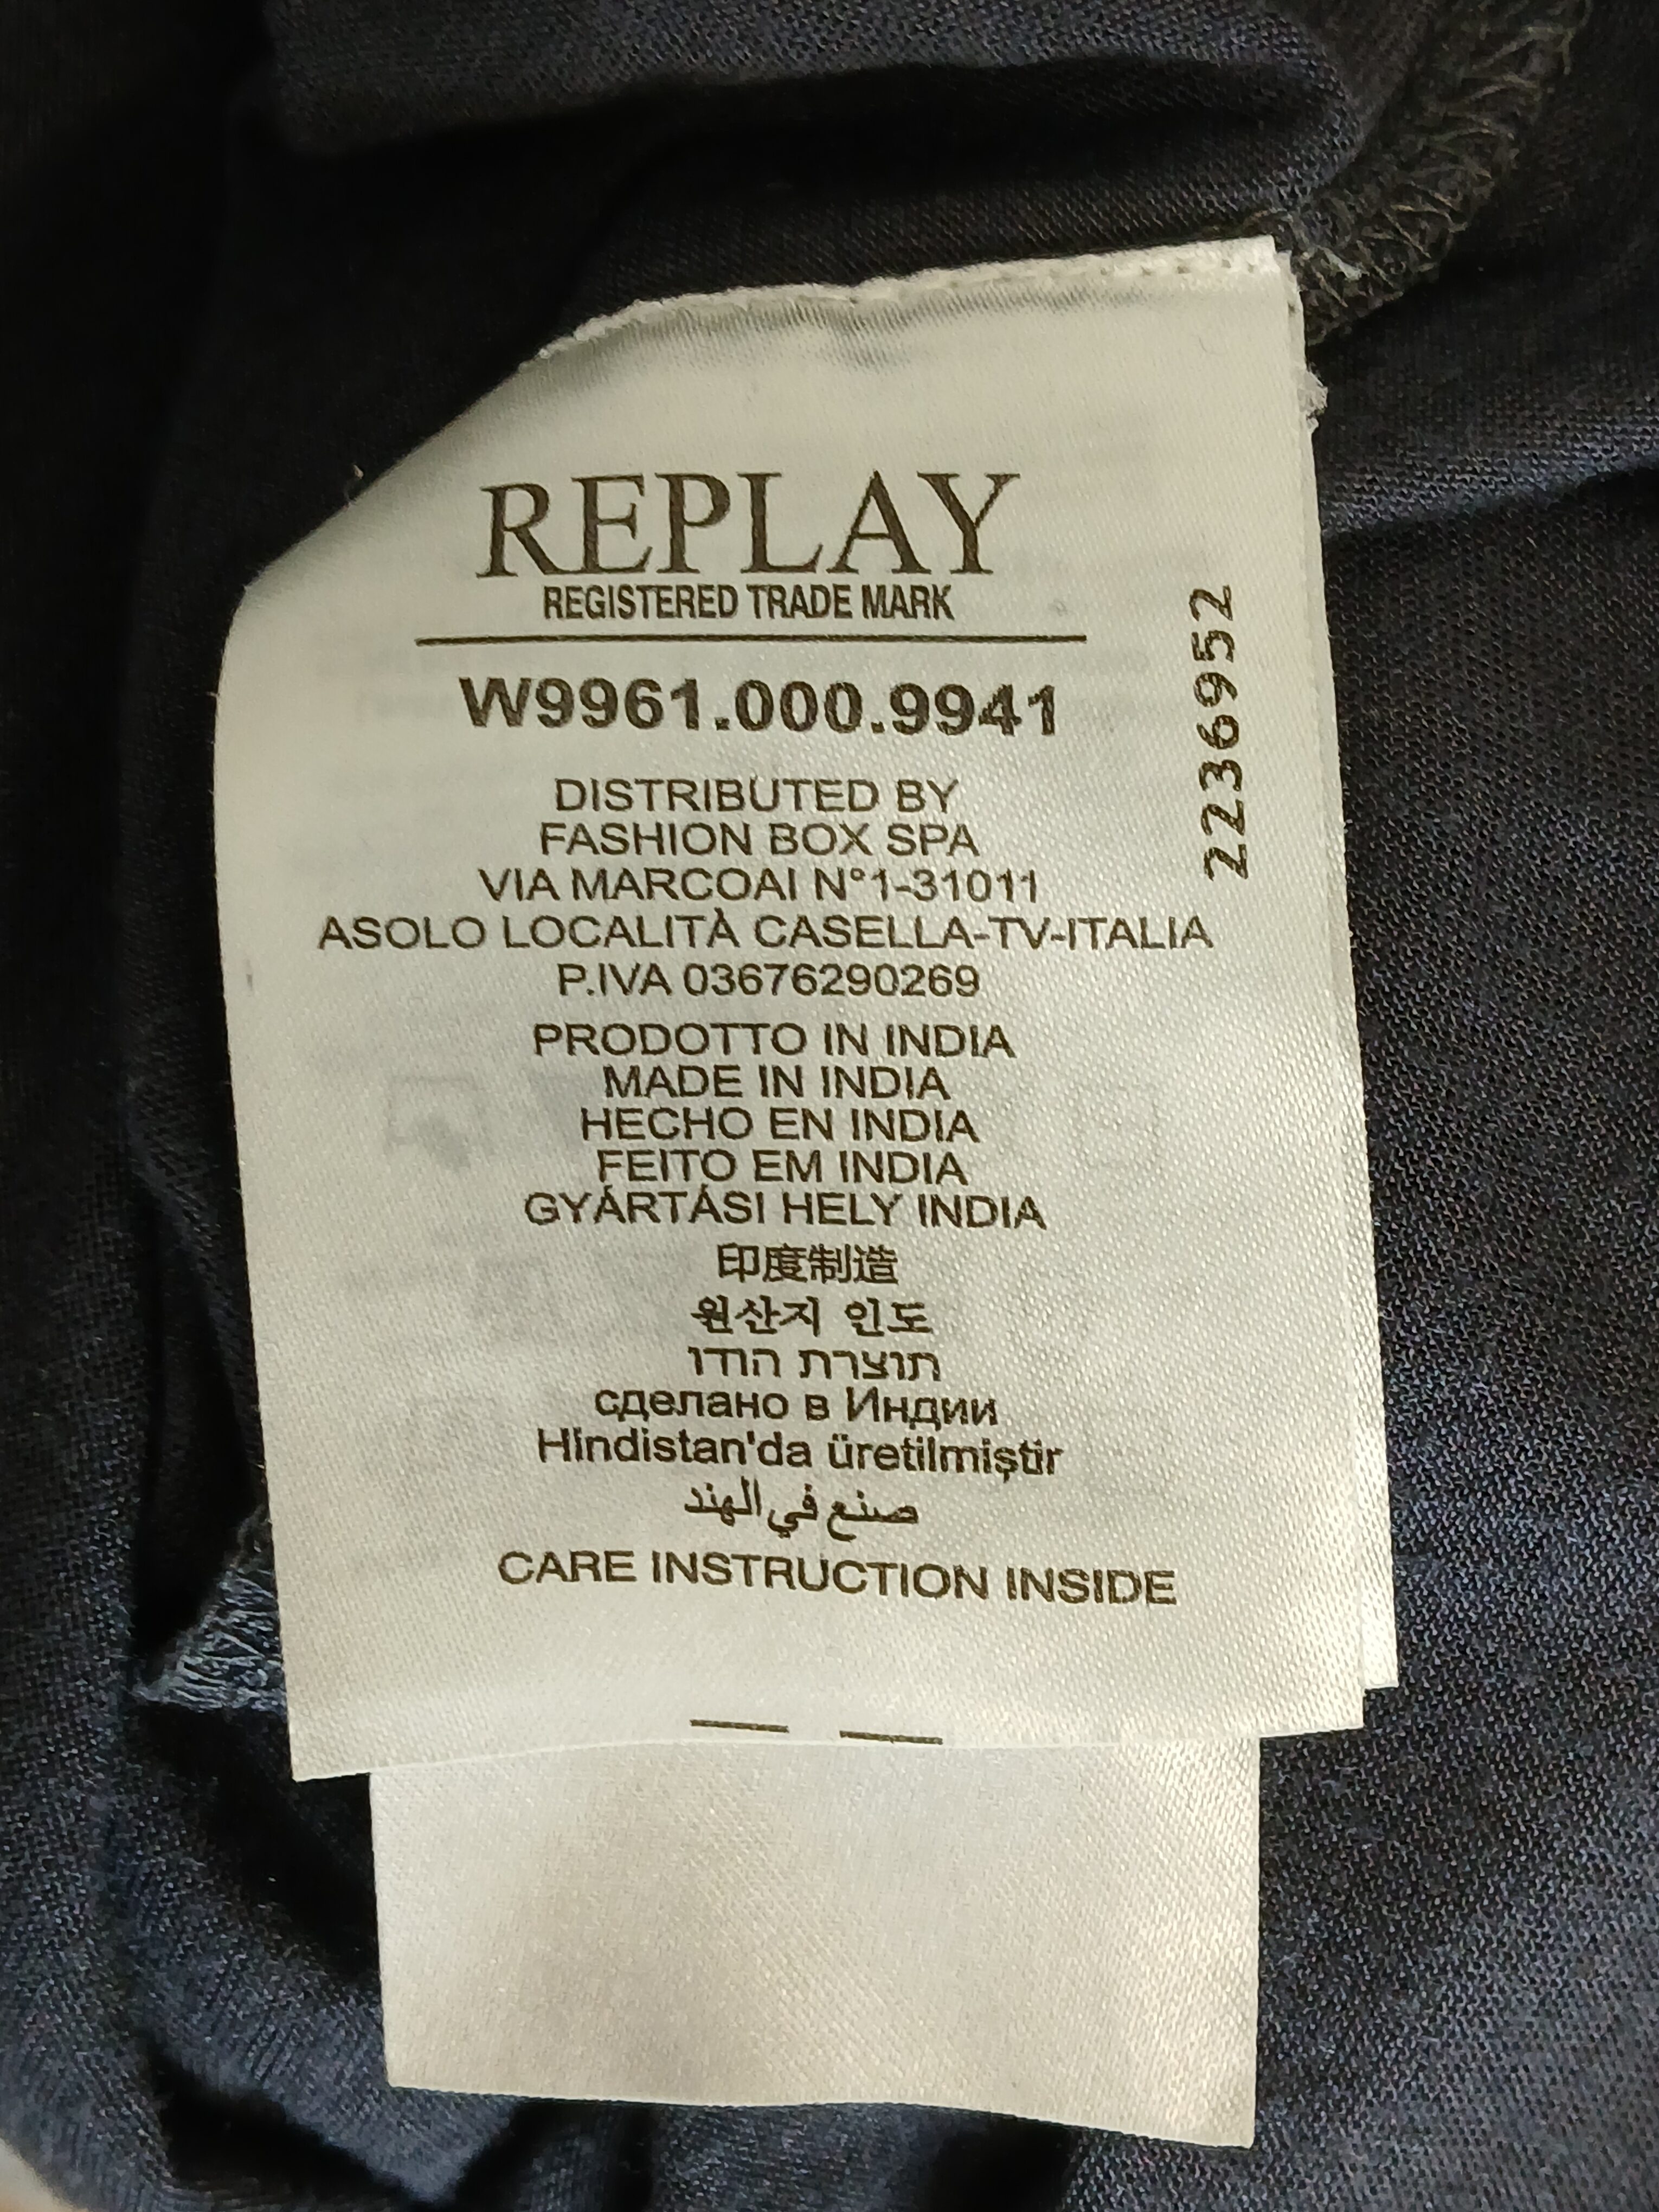 REPLAY
REGISTERED TRADE MARK
W9961.000.9941
2236952
DISTRIBUTED BY
FASHION BOX SPA
VIA MARCOAI N°1-31011
ASOLO LOCALITÀ CASELLA-TV-ITALIA
P.IVA 03676290269
PRODOTTO IN INDIA
MADE IN INDIA
HECHO EN INDIA
FEITO EM INDIA
GYÁRTÁSI HELY INDIA
印度制造
원산지 인도
תוצרת הודו
сделано в Индии
Hindistan'da üretilmiştir
صنع في الهند
CARE INSTRUCTION INSIDE